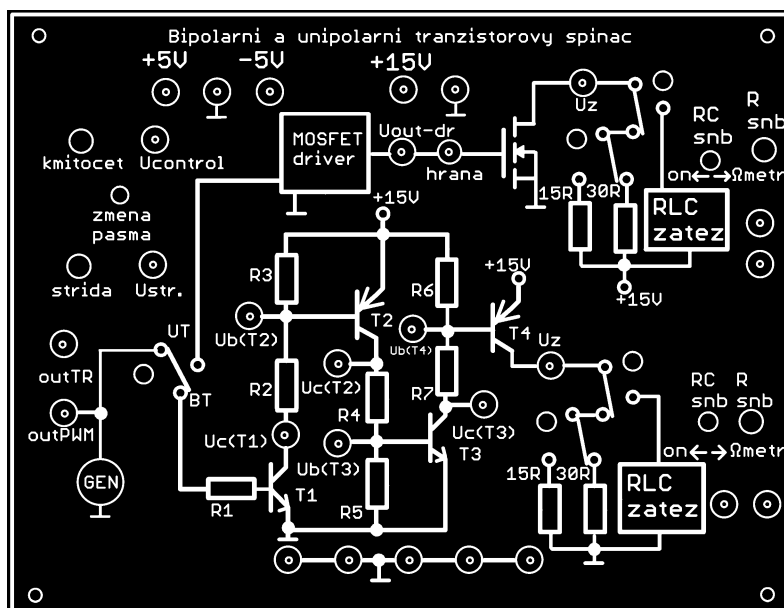 Bipolarni a unipolarni tranzistorovy spinac
+5V
-5V
+15V
Uz
RC
snb
R
snb
MOSFET
driver
Uout-dr
hrana
kmitocet
Ucontrol
on
Ωmetr
15R
30R
RLC
zatez
zmena
pasma
+15V
strida
Ustr.
R3
R6
+15V
+15V
T2
T4
Ub(T2)
Ub(T4)
UT
Uz
outTR
BT
R2
Uc(T2)
R7
RC
snb
R
snb
R4
outPWM
Uc(T1)
Uc(T3)
Ub(T3)
T3
on
Ωmetr
15R
30R
GEN
T1
RLC
zatez
R1
R5